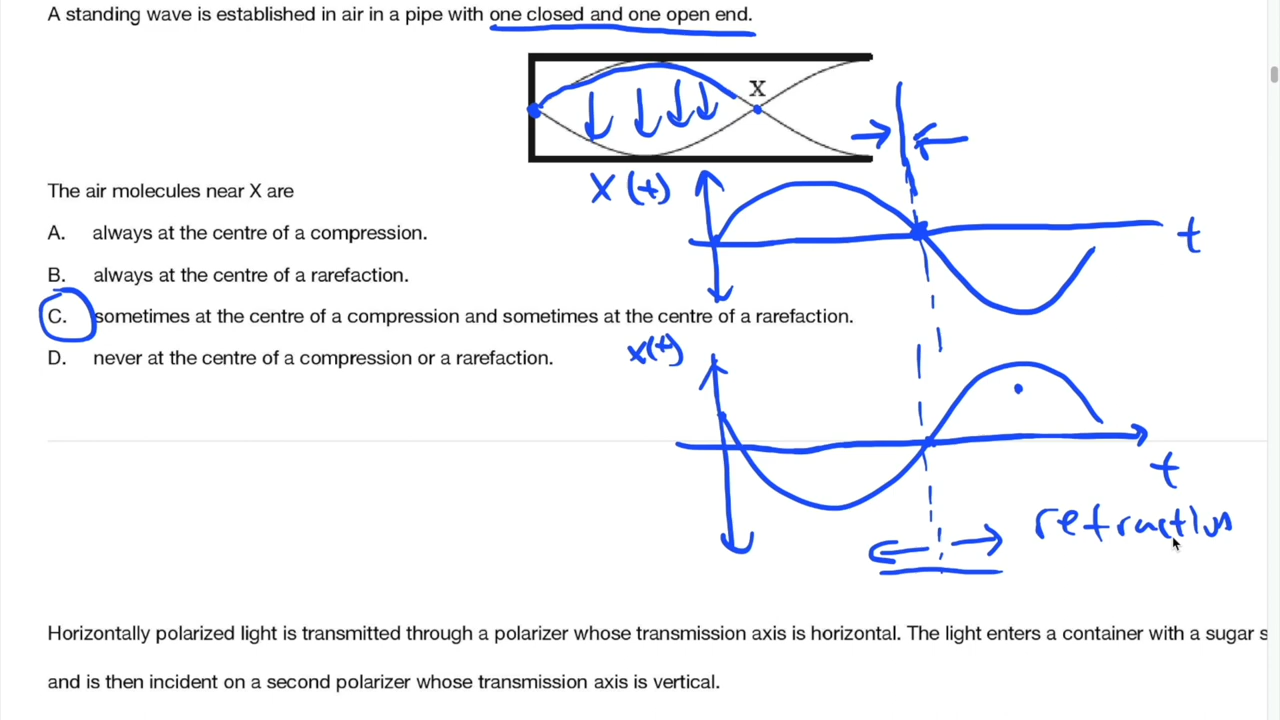 A standing wave is established in air in a pipe with one closed and one open end.
X
The air molecules near X are
X (t)
A. always at the centre of a compression.
t
B. always at the centre of a rarefaction.
C. sometimes at the centre of a compression and sometimes at the centre of a rarefaction.
x(t)
D. never at the centre of a compression or a rarefaction.
t
Horizontally polarized light is transmitted through a polarizer whose transmission axis is horizontal. The light enters a container with a sugar s
and is then incident on a second polarizer whose transmission axis is vertical.